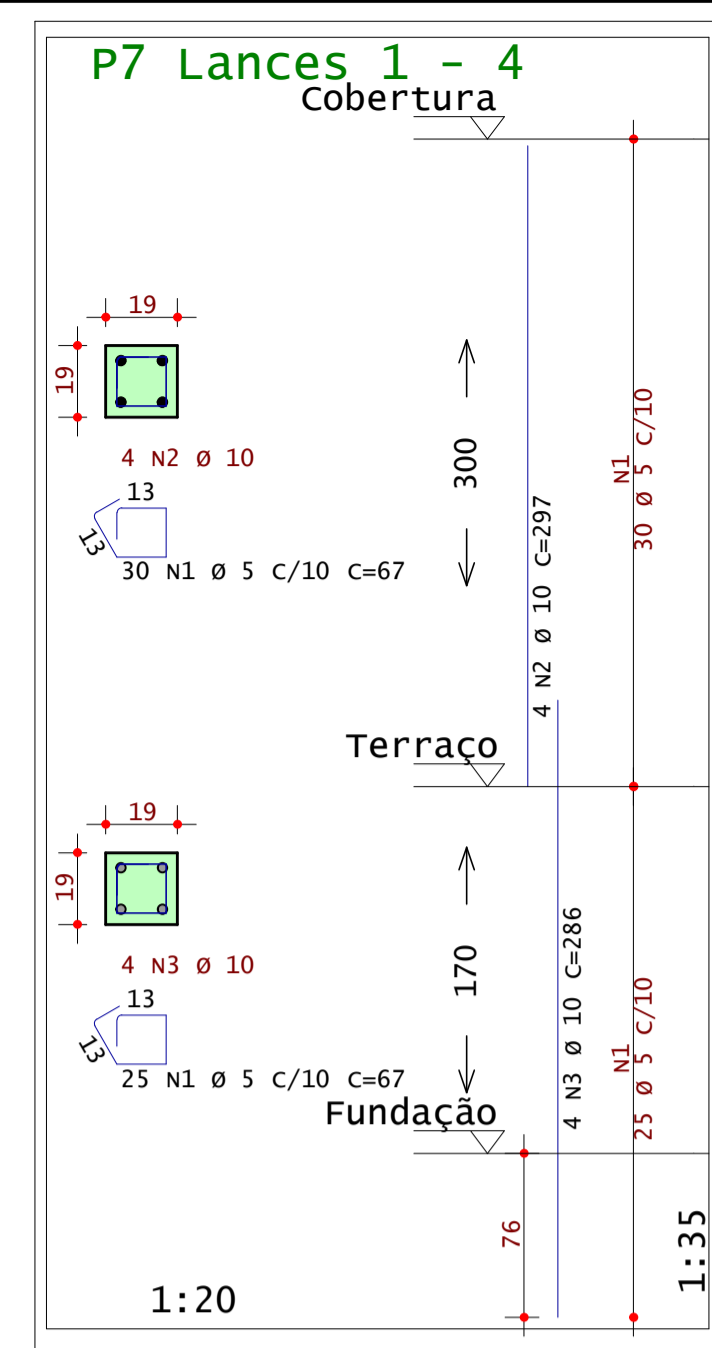 P7 Lances 1 - 4
Cobertura
19
19
4 N2 Ø 10
13
13
30 N1 Ø 5 C/10 C=67
300
4 N2 Ø 10 C=297
N1
30 Ø 5 C/10
Terraço
19
19
4 N3 Ø 10
13
13
25 N1 Ø 5 C/10 C=67
170
4 N3 Ø 10 C=286
N1
25 Ø 5 C/10
Fundação
76
1:20
1:35